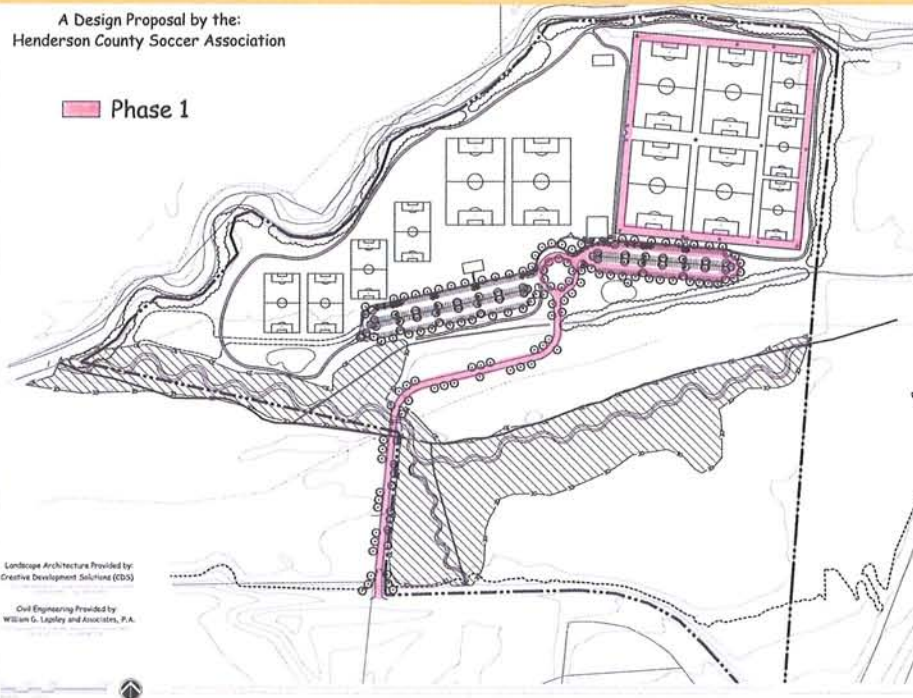 A Design Proposal by the:
Henderson County Soccer Association
Phase 1
Landscape Architecture Provided by:
Creative Development Solutions (CDS)
Civil Engineering Provided by
William G. Lapsley and Associates, P.A.